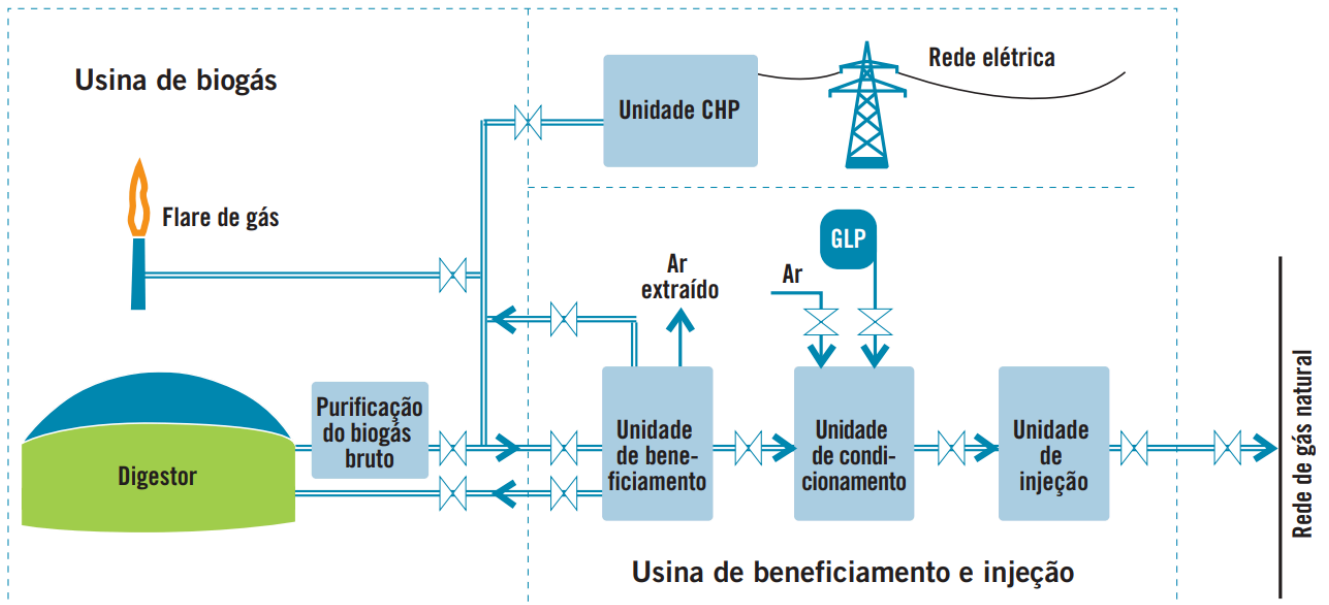 Usina de biogás
Unidade CHP
Rede elétrica
Flare de gás
GLP
Ar
extraído
Ar
Purificação
do biogás
bruto
Digestor
Unidade
de bene-
ficiamento
Unidade
de condi-
cionamento
Unidade
de
injeção
Rede de gás natural
Usina de beneficiamento e injeção